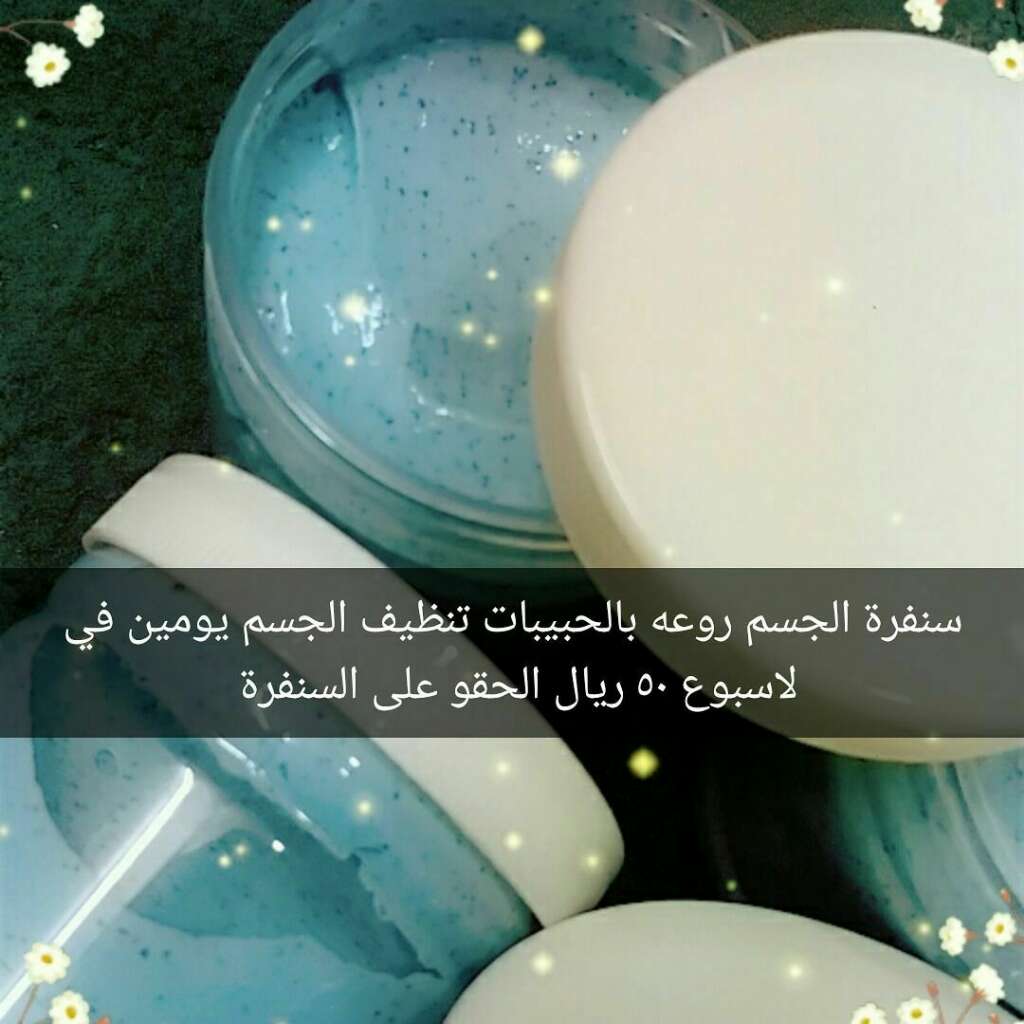 سنفرة الجسم روعه بالحبيبات تنظيف الجسم يومين في
لاسبوع ٥٠ ريال الحقو على السنفرة